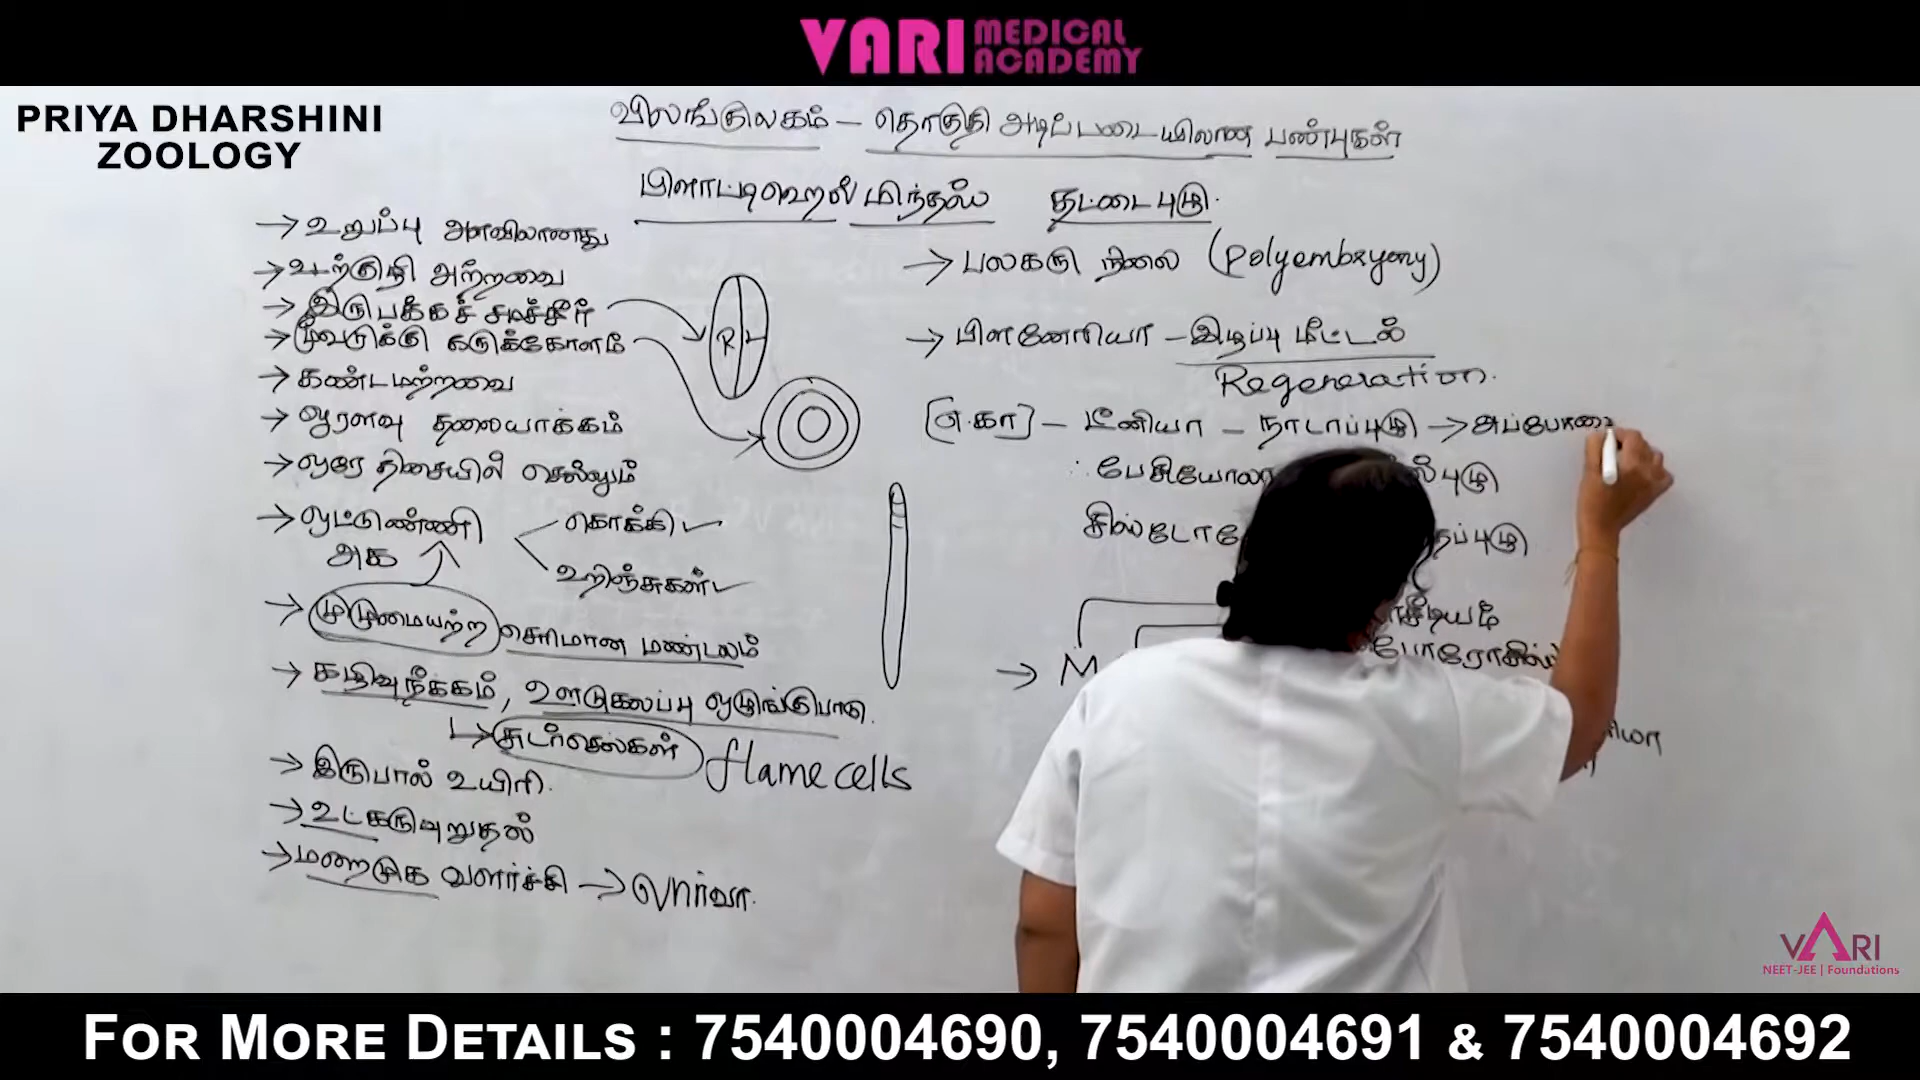 VARI MEDICAL ACADEMY
PRIYA DHARSHINI
ZOOLOGY
விலங்குலகம் – தொகுதி அடிப்படையிலான பண்புகள்
பிளாட்டிஹெல்மின்தஸ் தட்டைபுழு.
→ உறுப்பு அளவிலானது
→ உடற்குழி அற்றவை
→ இருபக்கச் சமச்சீர்
→ மூவடுக்கு கருக்கோளம்
R L
→ கண்டமற்றவை
→ ஓரளவு தலையாக்கம்
→ ஒரே திசையில் செல்லும்
→ ஒட்டுண்ணி
அக
கொக்கி
உறிஞ்சுகள்
→ முழுமையற்ற செரிமான மண்டலம்
→ கழிவுநீக்கம், ஊடுகலப்பு ஒழுங்குபாடு.
→ சுடர்செல்கள் flame cells
→ இருபால் உயிரி.
→ உட்கருவுறுதல்
→ மறைமுக வளர்ச்சி → லார்வா.
→ பலகரு நிலை (Polyembryony)
→ பிளனேரியா – இழப்பு மீட்டல்
Regeneration.
[எ.கா] – டீனியா – நாடாப்புழு →
பேசியோலா
சிஸ்டோ
→ M
FOR MORE DETAILS : 7540004690, 7540004691 & 7540004692
VARI
NEET-JEE | Foundations